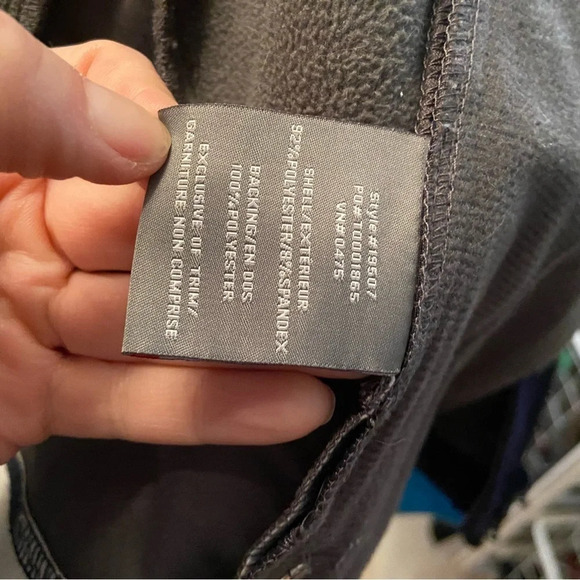 Style#19507
PO#T0001865
VN#0475
SHELL/EXTÉRIEUR
92%POLYESTER/8%SPANDEX
BACKING/EN DOS
100%POLYESTER
EXCLUSIVE OF TRIM//
GARNITURE NON COMPRISE